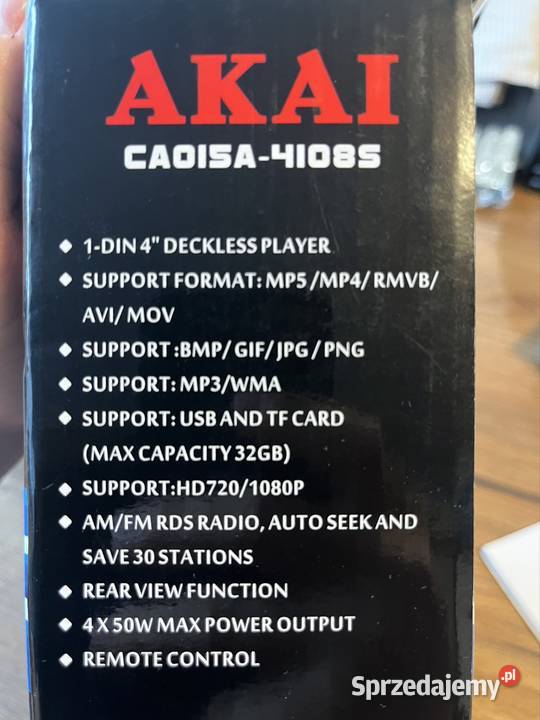 AKAI
CA015A-4108S
◆ 1-DIN 4" DECKLESS PLAYER
◆ SUPPORT FORMAT: MP5 /MP4/ RMVB/
AVI/ MOV
◆ SUPPORT :BMP/ GIF/ JPG / PNG
◆ SUPPORT: MP3/WMA
◆ SUPPORT: USB AND TF CARD
(MAX CAPACITY 32GB)
◆ SUPPORT:HD720/1080P
◆ AM/FM RDS RADIO, AUTO SEEK AND
SAVE 30 STATIONS
◆ REAR VIEW FUNCTION
◆ 4 X 50W MAX POWER OUTPUT
◆ REMOTE CONTROL
Sprzedajemy.pl